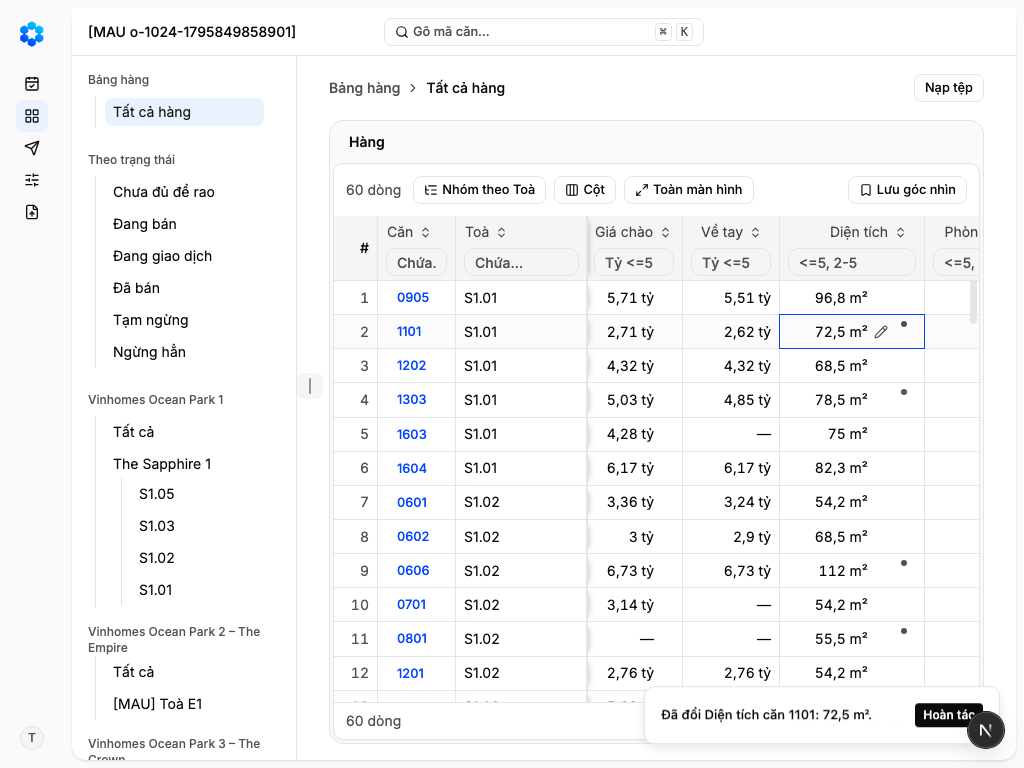 [MAU o-1024-1795849858901]
Gõ mã căn...
⌘ K
Bảng hàng
Tất cả hàng
Theo trạng thái
Chưa đủ để rao
Đang bán
Đang giao dịch
Đã bán
Tạm ngừng
Ngừng hẳn
Vinhomes Ocean Park 1
Tất cả
The Sapphire 1
S1.05
S1.03
S1.02
S1.01
Vinhomes Ocean Park 2 – The
Empire
Tất cả
[MAU] Toà E1
Vinhomes Ocean Park 3 – The
Crown
T
Bảng hàng > Tất cả hàng
Nạp tệp
Hàng
60 dòng Nhóm theo Toà Cột Toàn màn hình Lưu góc nhìn
# Căn Toà Giá chào Về tay Diện tích Phòn
Chứa. Chứa... Tỷ <=5 Tỷ <=5 <=5, 2-5 <=5,
1 0905 S1.01 5,71 tỷ 5,51 tỷ 96,8 m²
2 1101 S1.01 2,71 tỷ 2,62 tỷ 72,5 m²
3 1202 S1.01 4,32 tỷ 4,32 tỷ 68,5 m²
4 1303 S1.01 5,03 tỷ 4,85 tỷ 78,5 m²
5 1603 S1.01 4,28 tỷ — 75 m²
6 1604 S1.01 6,17 tỷ 6,17 tỷ 82,3 m²
7 0601 S1.02 3,36 tỷ 3,24 tỷ 54,2 m²
8 0602 S1.02 3 tỷ 2,9 tỷ 68,5 m²
9 0606 S1.02 6,73 tỷ 6,73 tỷ 112 m²
10 0701 S1.02 3,14 tỷ — 54,2 m²
11 0801 S1.02 — — 55,5 m²
12 1201 S1.02 2,76 tỷ 2,76 tỷ 54,2 m²
60 dòng
Đã đổi Diện tích căn 1101: 72,5 m².
Hoàn tác
N